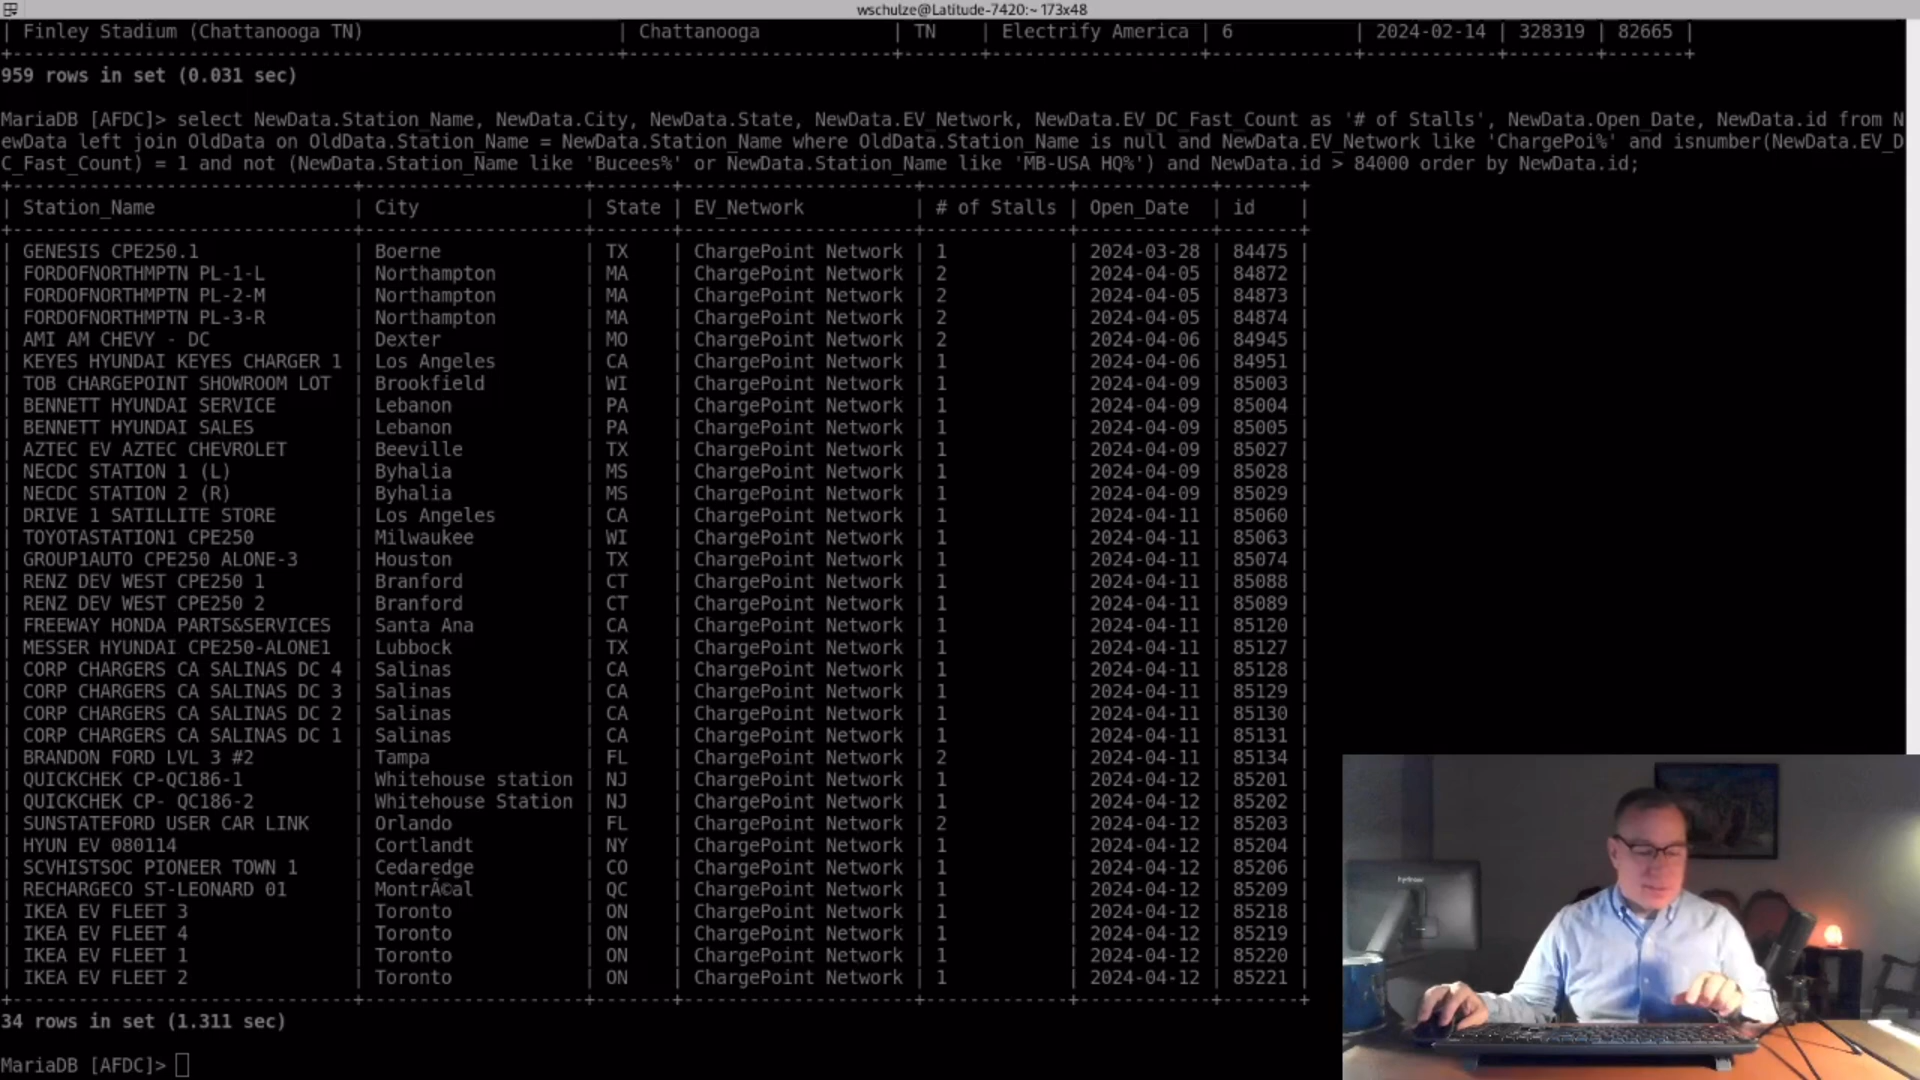 wschulze@Latitude-7420:~ 173x48
| Finley Stadium (Chattanooga TN) | Chattanooga | TN | Electrify America | 6 | 2024-02-14 | 328319 | 82665 |
959 rows in set (0.031 sec)
MariaDB [AFDC]> select NewData.Station_Name, NewData.City, NewData.State, NewData.EV_Network, NewData.EV_DC_Fast_Count as '# of Stalls', NewData.Open_Date, NewData.id from N
ewData left join OldData on OldData.Station_Name = NewData.Station_Name where OldData.Station_Name is null and NewData.EV_Network like 'ChargePoi%' and isnumber(NewData.EV_D
C_Fast_Count) = 1 and not (NewData.Station_Name like 'Bucees%' or NewData.Station_Name like 'MB-USA HQ%') and NewData.id > 84000 order by NewData.id;
| Station_Name | City | State | EV_Network | # of Stalls | Open_Date | id |
| GENESIS CPE250.1 | Boerne | TX | ChargePoint Network | 1 | 2024-03-28 | 84475 |
| FORDOFNORTHMPTN PL-1-L | Northampton | MA | ChargePoint Network | 2 | 2024-04-05 | 84872 |
| FORDOFNORTHMPTN PL-2-M | Northampton | MA | ChargePoint Network | 2 | 2024-04-05 | 84873 |
| FORDOFNORTHMPTN PL-3-R | Northampton | MA | ChargePoint Network | 2 | 2024-04-05 | 84874 |
| AMI AM CHEVY - DC | Dexter | MO | ChargePoint Network | 2 | 2024-04-06 | 84945 |
| KEYES HYUNDAI KEYES CHARGER 1 | Los Angeles | CA | ChargePoint Network | 1 | 2024-04-06 | 84951 |
| TOB CHARGEPOINT SHOWROOM LOT | Brookfield | WI | ChargePoint Network | 1 | 2024-04-09 | 85003 |
| BENNETT HYUNDAI SERVICE | Lebanon | PA | ChargePoint Network | 1 | 2024-04-09 | 85004 |
| BENNETT HYUNDAI SALES | Lebanon | PA | ChargePoint Network | 1 | 2024-04-09 | 85005 |
| AZTEC EV AZTEC CHEVROLET | Beeville | TX | ChargePoint Network | 1 | 2024-04-09 | 85027 |
| NECDC STATION 1 (L) | Byhalia | MS | ChargePoint Network | 1 | 2024-04-09 | 85028 |
| NECDC STATION 2 (R) | Byhalia | MS | ChargePoint Network | 1 | 2024-04-09 | 85029 |
| DRIVE 1 SATILLITE STORE | Los Angeles | CA | ChargePoint Network | 1 | 2024-04-11 | 85060 |
| TOYOTASTATION1 CPE250 | Milwaukee | WI | ChargePoint Network | 1 | 2024-04-11 | 85063 |
| GROUP1AUTO CPE250 ALONE-3 | Houston | TX | ChargePoint Network | 1 | 2024-04-11 | 85074 |
| RENZ DEV WEST CPE250 1 | Branford | CT | ChargePoint Network | 1 | 2024-04-11 | 85088 |
| RENZ DEV WEST CPE250 2 | Branford | CT | ChargePoint Network | 1 | 2024-04-11 | 85089 |
| FREEWAY HONDA PARTS&SERVICES | Santa Ana | CA | ChargePoint Network | 1 | 2024-04-11 | 85120 |
| MESSER HYUNDAI CPE250-ALONE1 | Lubbock | TX | ChargePoint Network | 1 | 2024-04-11 | 85127 |
| CORP CHARGERS CA SALINAS DC 4 | Salinas | CA | ChargePoint Network | 1 | 2024-04-11 | 85128 |
| CORP CHARGERS CA SALINAS DC 3 | Salinas | CA | ChargePoint Network | 1 | 2024-04-11 | 85129 |
| CORP CHARGERS CA SALINAS DC 2 | Salinas | CA | ChargePoint Network | 1 | 2024-04-11 | 85130 |
| CORP CHARGERS CA SALINAS DC 1 | Salinas | CA | ChargePoint Network | 1 | 2024-04-11 | 85131 |
| BRANDON FORD LVL 3 #2 | Tampa | FL | ChargePoint Network | 2 | 2024-04-11 | 85134 |
| QUICKCHEK CP-QC186-1 | Whitehouse station | NJ | ChargePoint Network | 1 | 2024-04-12 | 85201 |
| QUICKCHEK CP- QC186-2 | Whitehouse Station | NJ | ChargePoint Network | 1 | 2024-04-12 | 85202 |
| SUNSTATEFORD USER CAR LINK | Orlando | FL | ChargePoint Network | 2 | 2024-04-12 | 85203 |
| HYUN EV 080114 | Cortlandt | NY | ChargePoint Network | 1 | 2024-04-12 | 85204 |
| SCVHISTSOC PIONEER TOWN 1 | Cedaredge | CO | ChargePoint Network | 1 | 2024-04-12 | 85206 |
| RECHARGECO ST-LEONARD 01 | MontrÃ©al | QC | ChargePoint Network | 1 | 2024-04-12 | 85209 |
| IKEA EV FLEET 3 | Toronto | ON | ChargePoint Network | 1 | 2024-04-12 | 85218 |
| IKEA EV FLEET 4 | Toronto | ON | ChargePoint Network | 1 | 2024-04-12 | 85219 |
| IKEA EV FLEET 1 | Toronto | ON | ChargePoint Network | 1 | 2024-04-12 | 85220 |
| IKEA EV FLEET 2 | Toronto | ON | ChargePoint Network | 1 | 2024-04-12 | 85221 |
34 rows in set (1.311 sec)
MariaDB [AFDC]>